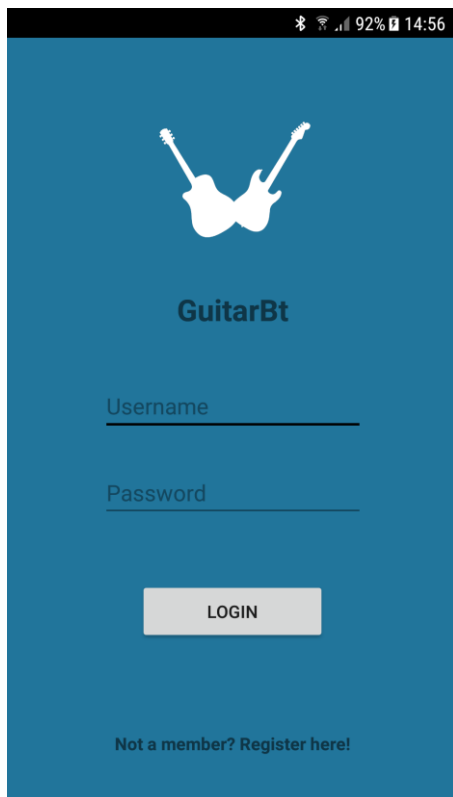 92% 14:56
GuitarBt
Username
Password
LOGIN
Not a member? Register here!